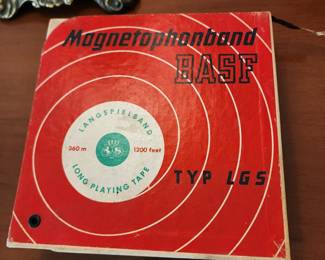 Magnetophonband
BASF
LANGSPIELBAND
360 m
1200 feet
LONG-PLAYING TAPE
TYP LGS